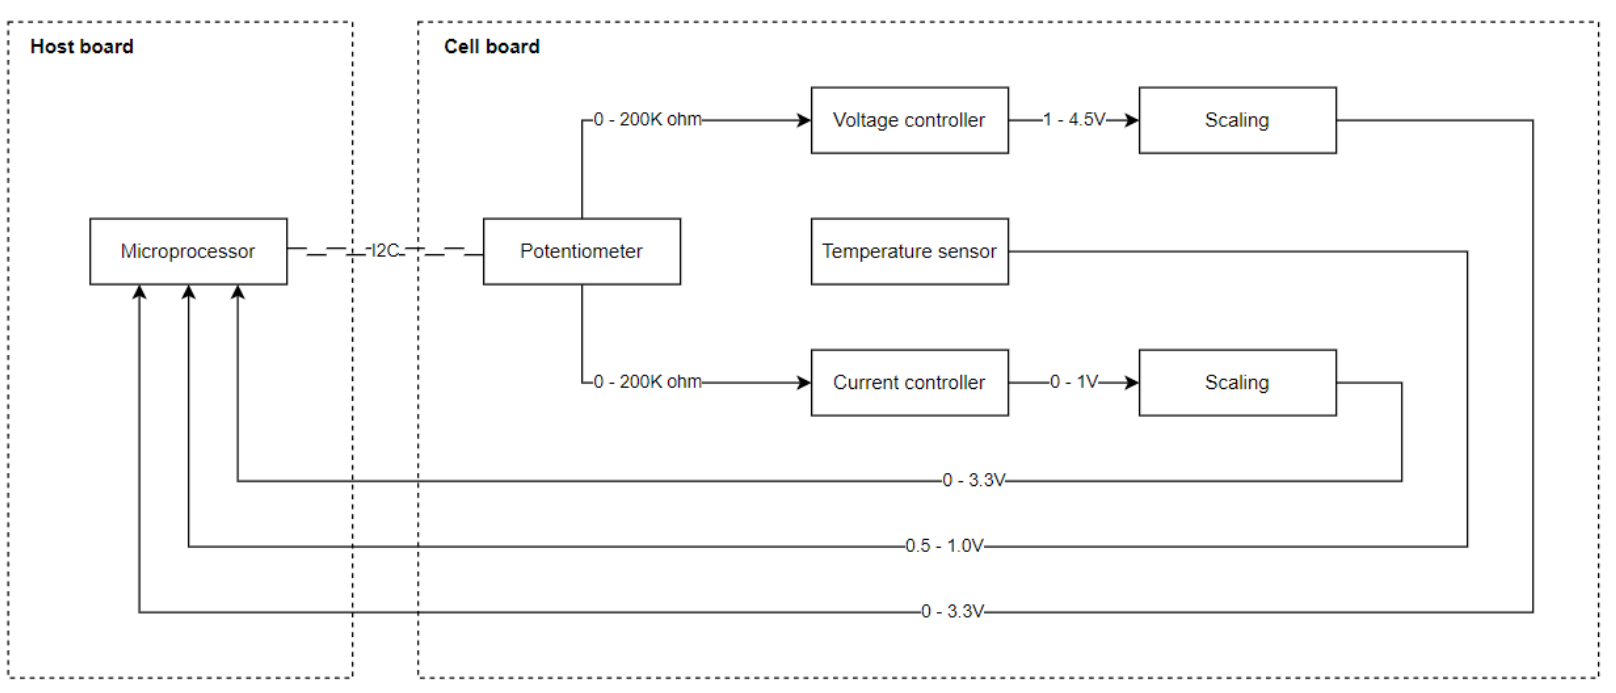 Host board
Cell board
0 - 200K ohm
Voltage controller
1 - 4.5V
Scaling
Microprocessor
I2C
Potentiometer
Temperature sensor
0 - 200K ohm
Current controller
0 - 1V
Scaling
0 - 3.3V
0.5 - 1.0V
0 - 3.3V